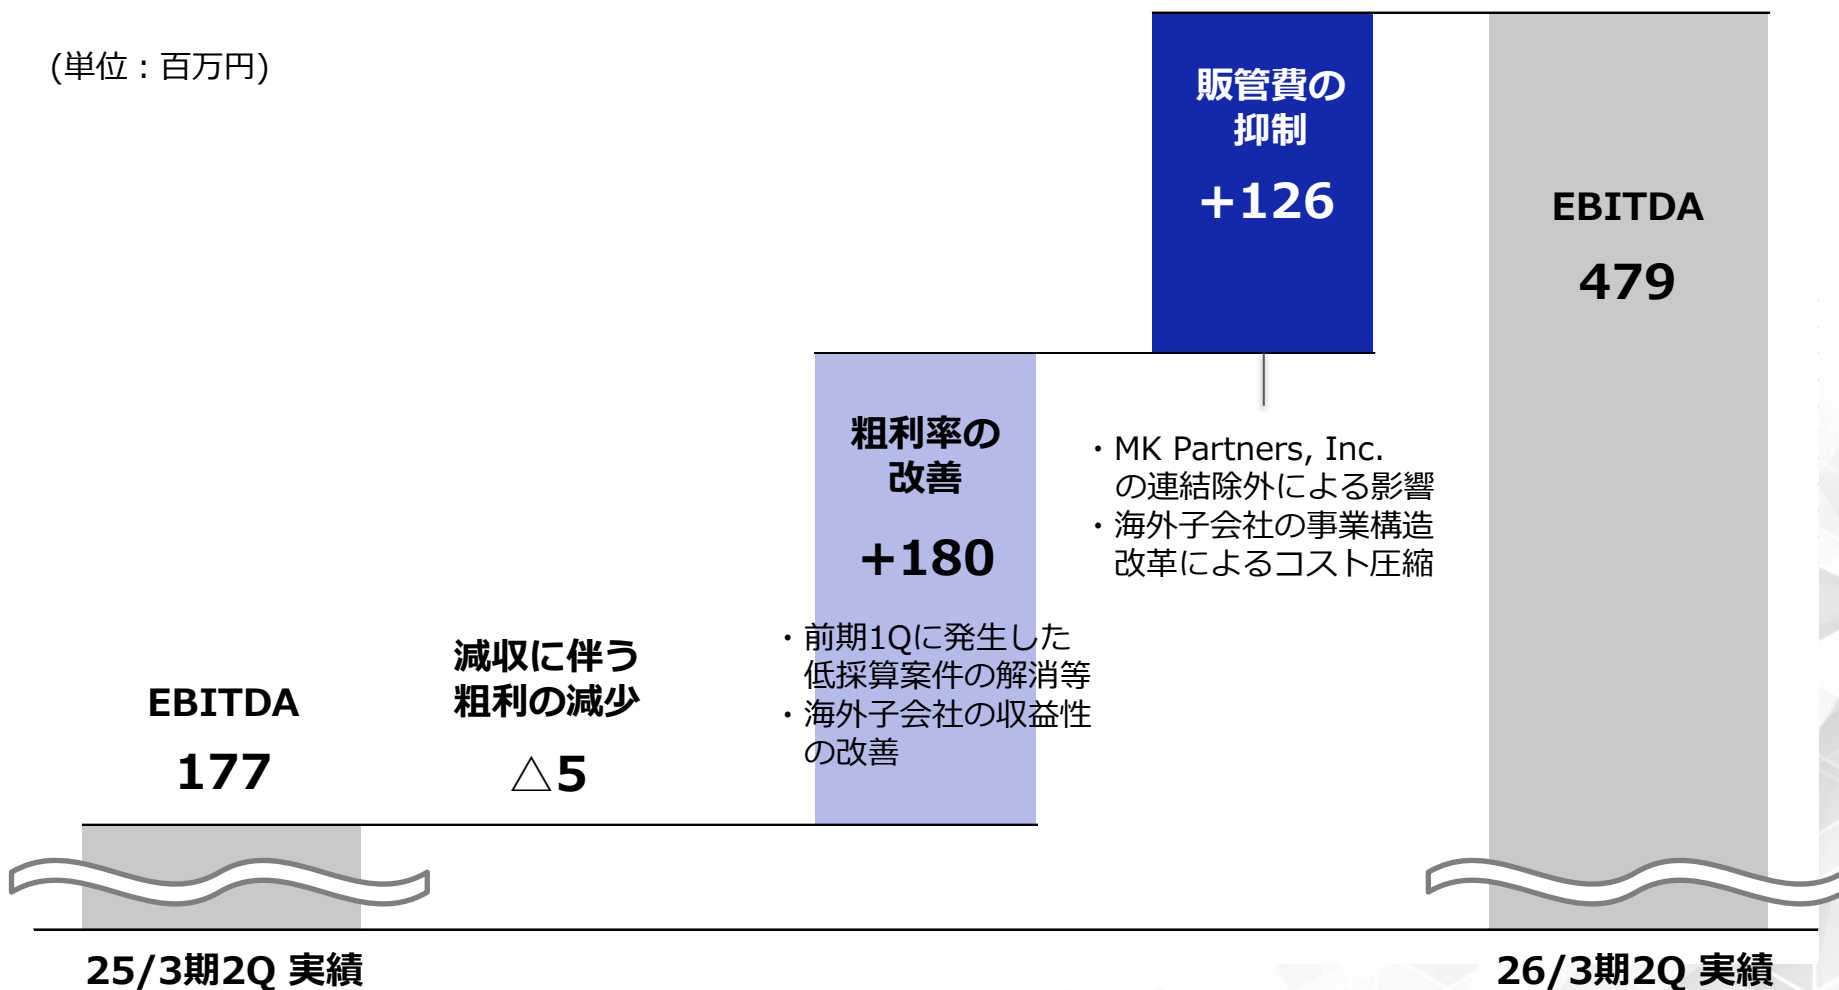 (単位：百万円)
EBITDA
177
減収に伴う
粗利の減少
△5
粗利率の
改善
+180
・前期1Qに発生した
低採算案件の解消等
・海外子会社の収益性
の改善
販管費の
抑制
+126
・MK Partners, Inc.
の連結除外による影響
・海外子会社の事業構造
改革によるコスト圧縮
EBITDA
479
25/3期2Q 実績
26/3期2Q 実績